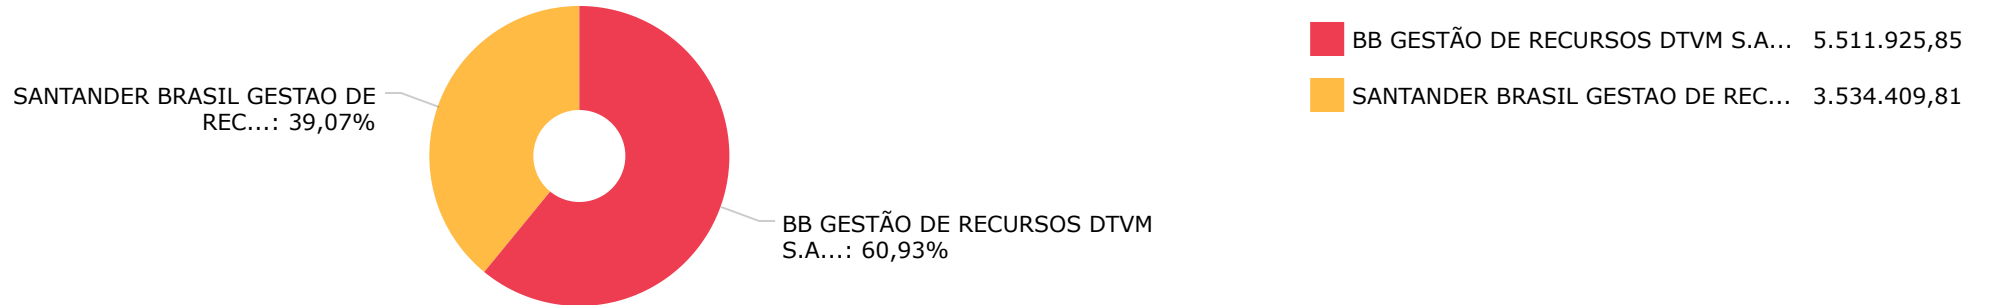 SANTANDER BRASIL GESTAO DE
REC...: 39,07%
BB GESTÃO DE RECURSOS DTVM
S.A...: 60,93%
BB GESTÃO DE RECURSOS DTVM S.A... 5.511.925,85
SANTANDER BRASIL GESTAO DE REC... 3.534.409,81